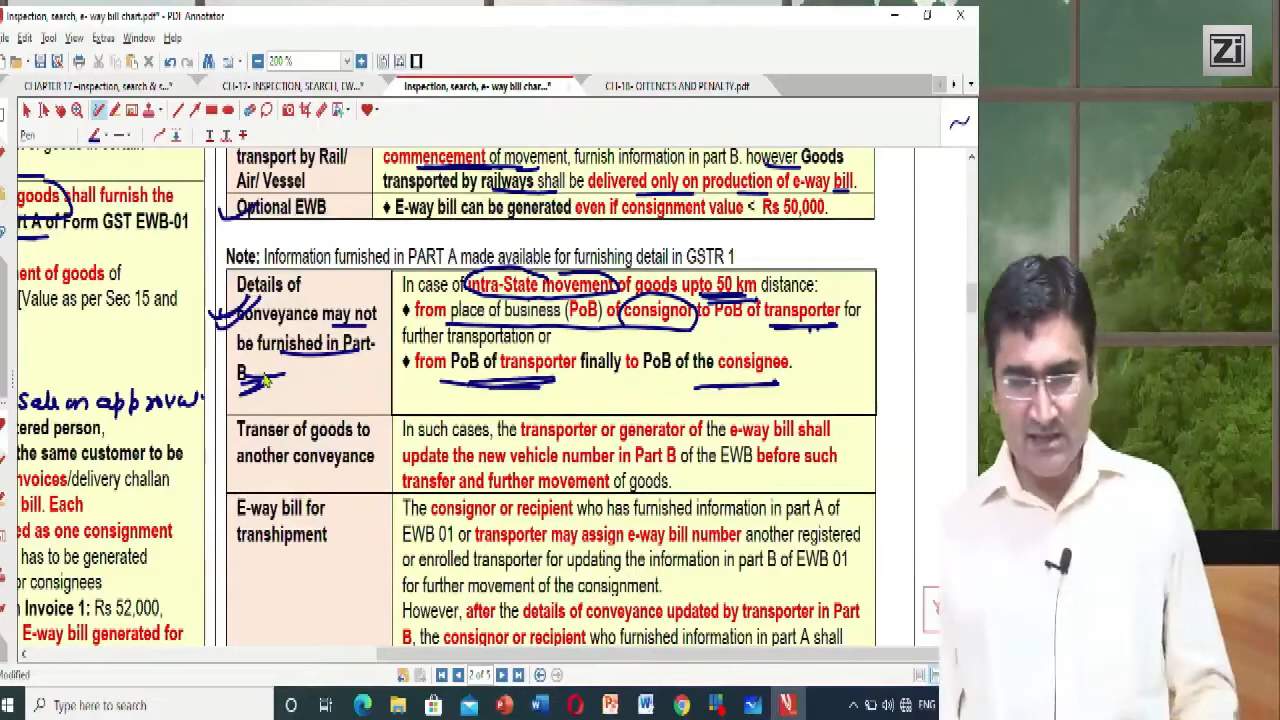 Inspection, search, e- way bill chart.pdf* - PDF Annotator
Edit Tool View Extras Window Help
200 %
CHAPTER 17 –inspection, search & s...* CH-17- INSPECTION, SEARCH, EW...* Inspection, search, e- way bill char...* CH-18- OFFENCES AND PENALTY.pdf
Pen
Zi
goods shall furnish the
rt A of Form GST EWB-01
ent of goods of
[Value as per Sec 15 and
Sale on approval
tered person,
the same customer to be
nvoices/delivery challan
bill. Each
ed as one consignment
has to be generated
or consignees
Invoice 1: Rs 52,000,
E-way bill generated for
transport by Rail/ Air/ Vessel
commencement of movement, furnish information in part B. however Goods
transported by railways shall be delivered only on production of e-way bill.
Optional EWB
♦ E-way bill can be generated even if consignment value < Rs 50,000.
Note: Information furnished in PART A made available for furnishing detail in GSTR 1
Details of
conveyance may not
be furnished in Part-
B
In case of intra-State movement of goods upto 50 km distance:
♦ from place of business (PoB) of consignor to PoB of transporter for
further transportation or
♦ from PoB of transporter finally to PoB of the consignee.
Transer of goods to
another conveyance
In such cases, the transporter or generator of the e-way bill shall
update the new vehicle number in Part B of the EWB before such
transfer and further movement of goods.
E-way bill for
transhipment
The consignor or recipient who has furnished information in part A of
EWB 01 or transporter may assign e-way bill number another registered
or enrolled transporter for updating the information in part B of EWB 01
for further movement of the consignment.
However, after the details of conveyance updated by transporter in Part
B, the consignor or recipient who furnished information in part A shall
Modified
2 of 5
Type here to search
ENG